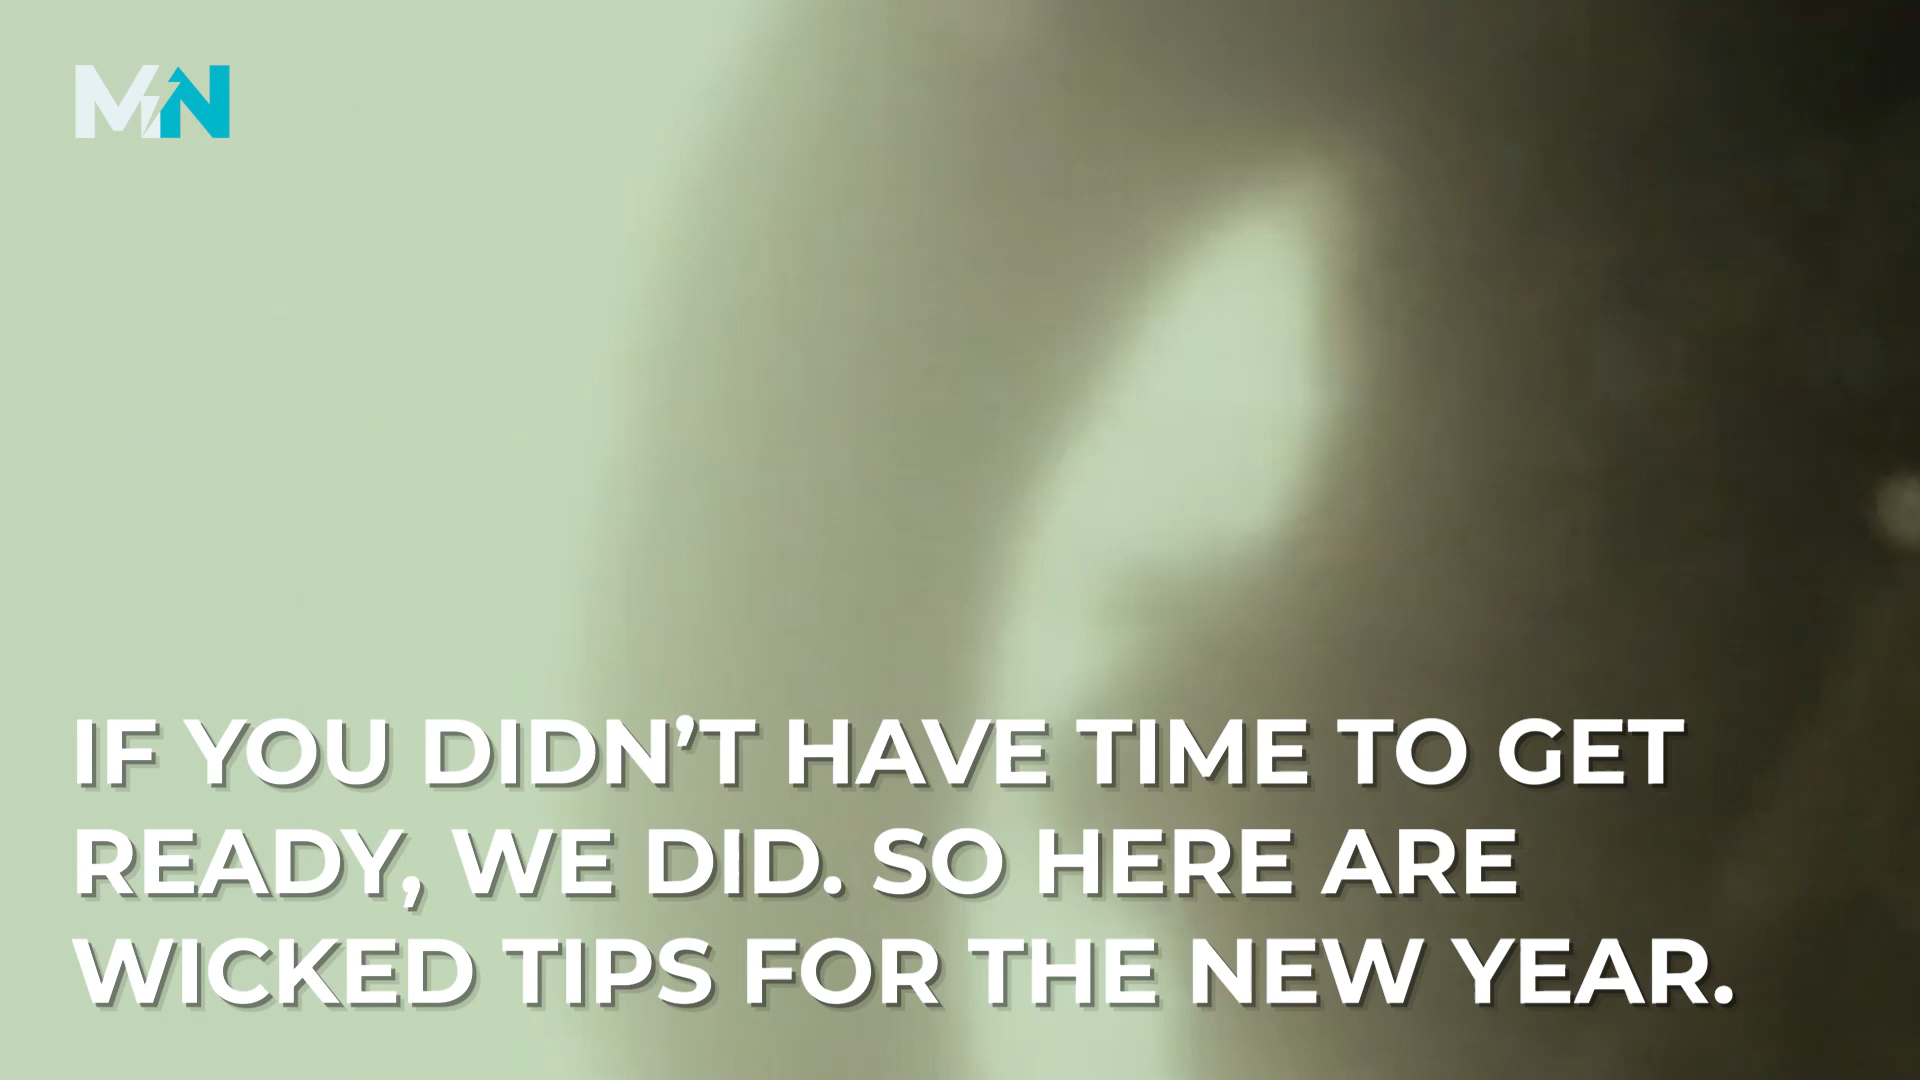 MN
IF YOU DIDN’T HAVE TIME TO GET
READY, WE DID. SO HERE ARE
WICKED TIPS FOR THE NEW YEAR.